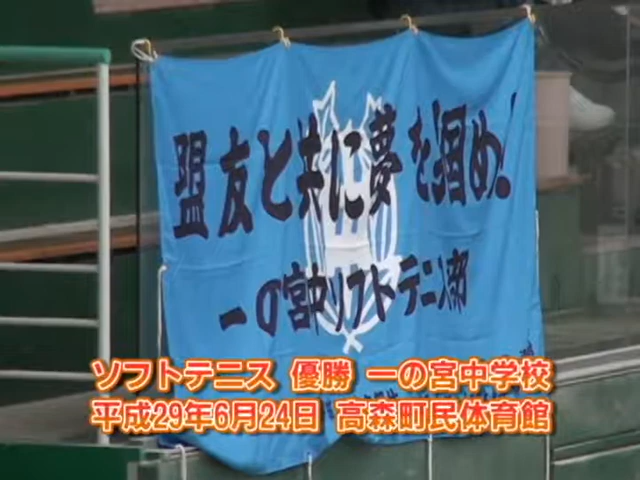 盟友と共に夢を掴め!
一の宮中ソフトテニス部
ソフトテニス 優勝 一の宮中学校
平成29年6月24日 高森町民体育館